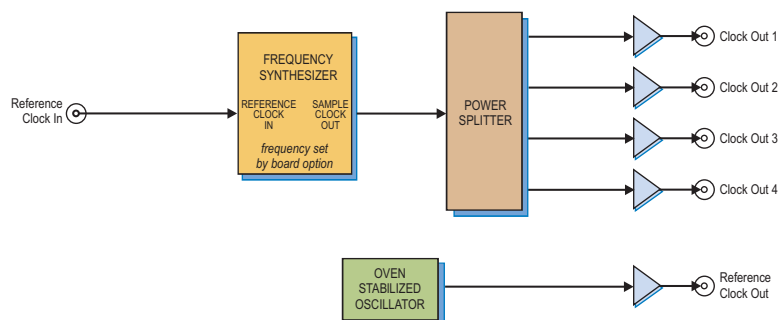 Reference
Clock In
FREQUENCY
SYNTHESIZER
REFERENCE
CLOCK
IN
SAMPLE
CLOCK
OUT
frequency set
by board option
POWER
SPLITTER
Clock Out 1
Clock Out 2
Clock Out 3
Clock Out 4
OVEN
STABILIZED
OSCILLATOR
Reference
Clock Out